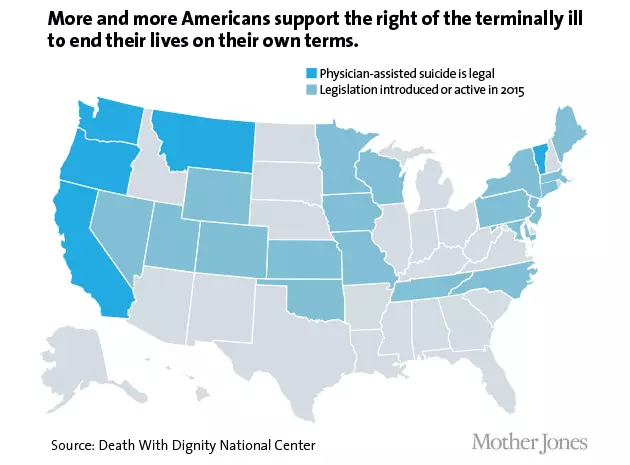 More and more Americans support the right of the terminally ill
to end their lives on their own terms.
Physician-assisted suicide is legal
Legislation introduced or active in 2015
Source: Death With Dignity National Center
Mother Jones